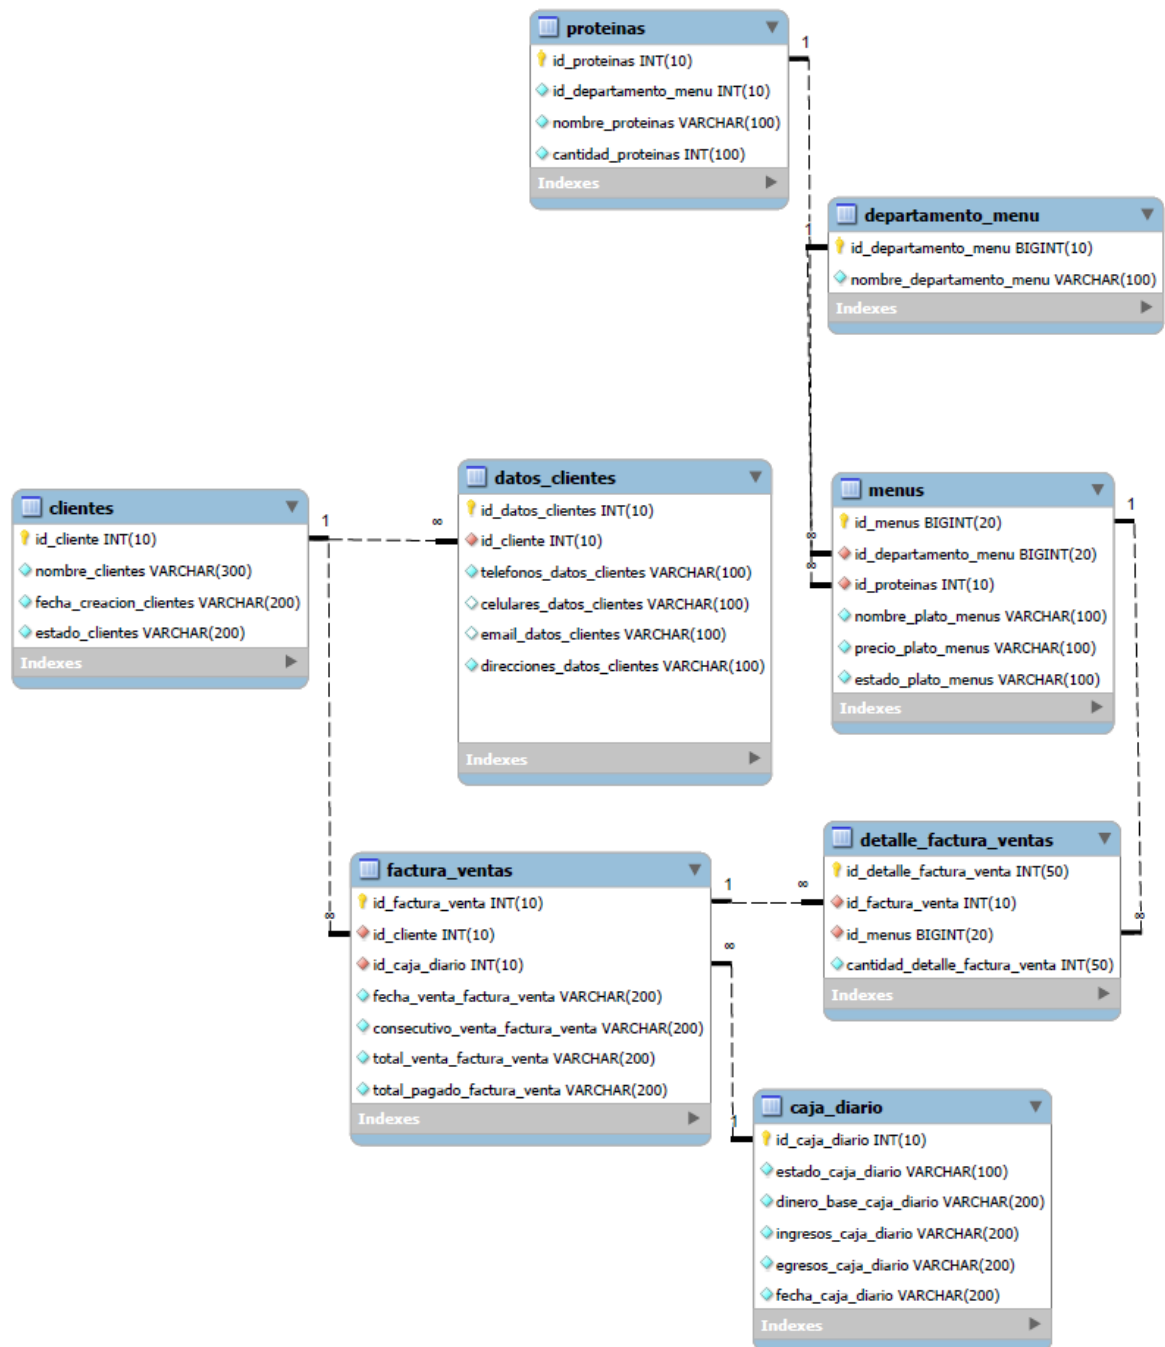 proteinas
id_proteinas INT(10)
id_departamento_menu INT(10)
nombre_proteinas VARCHAR(100)
cantidad_proteinas INT(100)
Indexes
1
departamento_menu
id_departamento_menu BIGINT(10)
nombre_departamento_menu VARCHAR(100)
Indexes
1
clientes
id_cliente INT(10)
nombre_clientes VARCHAR(300)
fecha_creacion_clientes VARCHAR(200)
estado_clientes VARCHAR(200)
Indexes
1
∞
datos_clientes
id_datos_clientes INT(10)
id_cliente INT(10)
telefonos_datos_clientes VARCHAR(100)
celulares_datos_clientes VARCHAR(100)
email_datos_clientes VARCHAR(100)
direcciones_datos_clientes VARCHAR(100)
Indexes
menus
id_menus BIGINT(20)
id_departamento_menu BIGINT(20)
id_proteinas INT(10)
nombre_plato_menus VARCHAR(100)
precio_plato_menus VARCHAR(100)
estado_plato_menus VARCHAR(100)
Indexes
∞
∞
1
factura_ventas
id_factura_venta INT(10)
id_cliente INT(10)
id_caja_diario INT(10)
fecha_venta_factura_venta VARCHAR(200)
consecutivo_venta_factura_venta VARCHAR(200)
total_venta_factura_venta VARCHAR(200)
total_pagado_factura_venta VARCHAR(200)
Indexes
∞
1
∞
∞
detalle_factura_ventas
id_detalle_factura_venta INT(50)
id_factura_venta INT(10)
id_menus BIGINT(20)
cantidad_detalle_factura_venta INT(50)
Indexes
∞
1
caja_diario
id_caja_diario INT(10)
estado_caja_diario VARCHAR(100)
dinero_base_caja_diario VARCHAR(200)
ingresos_caja_diario VARCHAR(200)
egresos_caja_diario VARCHAR(200)
fecha_caja_diario VARCHAR(200)
Indexes